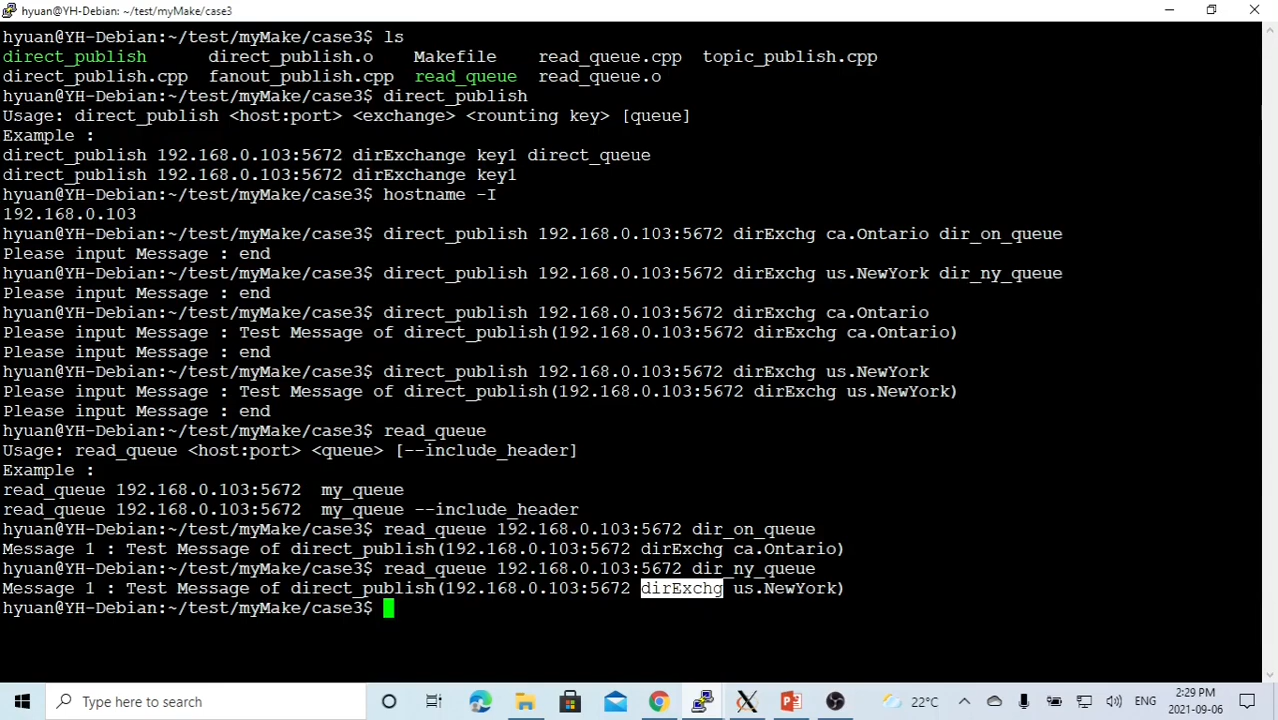 hyuan@YH-Debian:~/test/myMake/case3
hyuan@YH-Debian:~/test/myMake/case3$ ls
direct_publish direct_publish.o Makefile read_queue.cpp topic_publish.cpp
direct_publish.cpp fanout_publish.cpp read_queue read_queue.o
hyuan@YH-Debian:~/test/myMake/case3$ direct_publish
Usage: direct_publish <host:port> <exchange> <rounting key> [queue]
Example :
direct_publish 192.168.0.103:5672 dirExchange key1 direct_queue
direct_publish 192.168.0.103:5672 dirExchange key1
hyuan@YH-Debian:~/test/myMake/case3$ hostname -I
192.168.0.103
hyuan@YH-Debian:~/test/myMake/case3$ direct_publish 192.168.0.103:5672 dirExchg ca.Ontario dir_on_queue
Please input Message : end
hyuan@YH-Debian:~/test/myMake/case3$ direct_publish 192.168.0.103:5672 dirExchg us.NewYork dir_ny_queue
Please input Message : end
hyuan@YH-Debian:~/test/myMake/case3$ direct_publish 192.168.0.103:5672 dirExchg ca.Ontario
Please input Message : Test Message of direct_publish(192.168.0.103:5672 dirExchg ca.Ontario)
Please input Message : end
hyuan@YH-Debian:~/test/myMake/case3$ direct_publish 192.168.0.103:5672 dirExchg us.NewYork
Please input Message : Test Message of direct_publish(192.168.0.103:5672 dirExchg us.NewYork)
Please input Message : end
hyuan@YH-Debian:~/test/myMake/case3$ read_queue
Usage: read_queue <host:port> <queue> [--include_header]
Example :
read_queue 192.168.0.103:5672  my_queue
read_queue 192.168.0.103:5672  my_queue --include_header
hyuan@YH-Debian:~/test/myMake/case3$ read_queue 192.168.0.103:5672 dir_on_queue
Message 1 : Test Message of direct_publish(192.168.0.103:5672 dirExchg ca.Ontario)
hyuan@YH-Debian:~/test/myMake/case3$ read_queue 192.168.0.103:5672 dir_ny_queue
Message 1 : Test Message of direct_publish(192.168.0.103:5672 dirExchg us.NewYork)
hyuan@YH-Debian:~/test/myMake/case3$
Type here to search
22°C
ENG
2:29 PM
2021-09-06